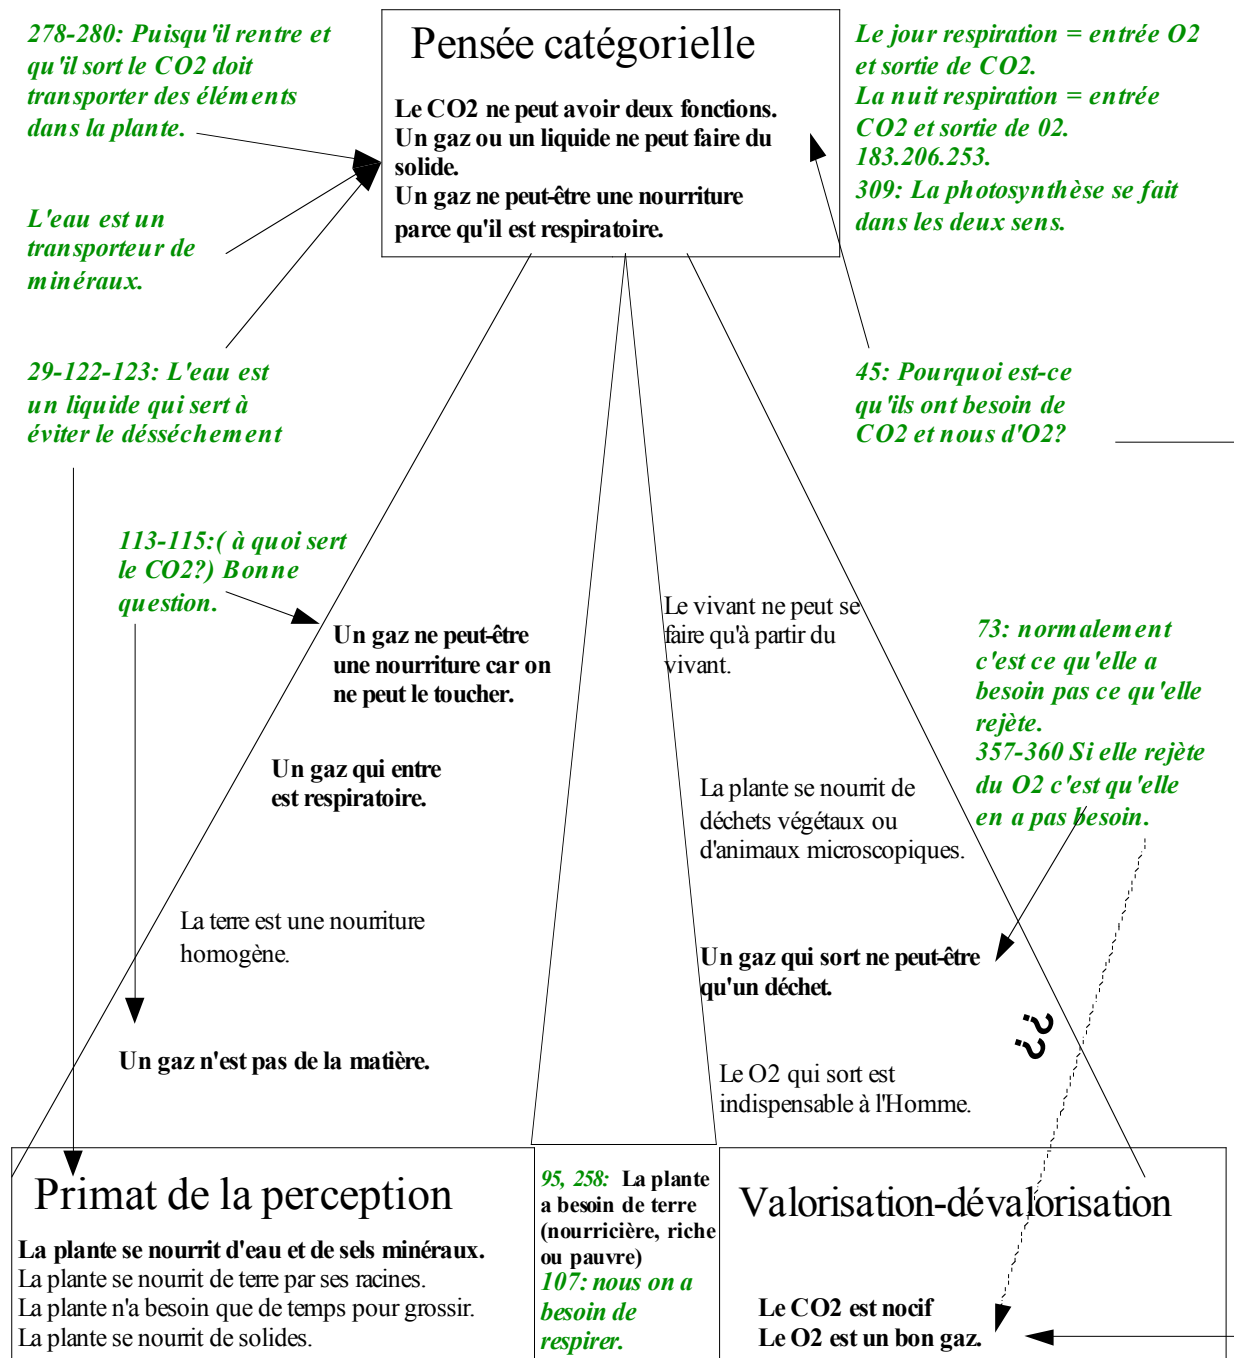 278-280: Puisqu'il rentre et
qu'il sort le CO2 doit
transporter des éléments
dans la plante.
L'eau est un
transporteur de
minéraux.
29-122-123: L'eau est
un liquide qui sert à
éviter le désséchement
Pensée catégorielle
Le CO2 ne peut avoir deux fonctions.
Un gaz ou un liquide ne peut faire du
solide.
Un gaz ne peut-être une nourriture
parce qu'il est respiratoire.
Le jour respiration = entrée O2
et sortie de CO2.
La nuit respiration = entrée
CO2 et sortie de 02.
183.206.253.
309: La photosynthèse se fait
dans les deux sens.
45: Pourquoi est-ce
qu'ils ont besoin de
CO2 et nous d'O2?
113-115:( à quoi sert
le CO2?) Bonne
question.
Un gaz ne peut-être
une nourriture car on
ne peut le toucher.
Un gaz qui entre
est respiratoire.
La terre est une nourriture
homogène.
Un gaz n'est pas de la matière.
Le vivant ne peut se
faire qu'à partir du
vivant.
La plante se nourrit de
déchets végétaux ou
d'animaux microscopiques.
Un gaz qui sort ne peut-être
qu'un déchet.
Le O2 qui sort est
indispensable à l'Homme.
73: normalement
c'est ce qu'elle a
besoin pas ce qu'elle
rejète.
357-360 Si elle rejète
du O2 c'est qu'elle
en a pas besoin.
??
Primat de la perception
La plante se nourrit d'eau et de sels minéraux.
La plante se nourrit de terre par ses racines.
La plante n'a besoin que de temps pour grossir.
La plante se nourrit de solides.
95, 258: La plante
a besoin de terre
(nourricière, riche
ou pauvre)
107: nous on a
besoin de
respirer.
Valorisation-dévalorisation
Le CO2 est nocif
Le O2 est un bon gaz.